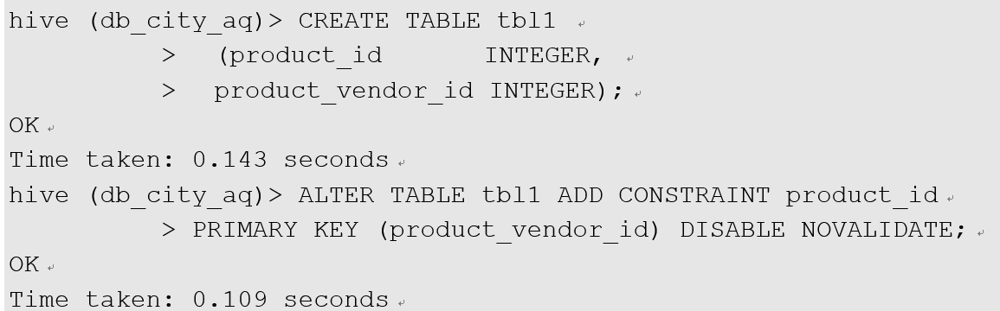 hive (db_city_aq)> CREATE TABLE tbl1 ↵
> (product_id INTEGER, ↵
> product_vendor_id INTEGER); ↵
OK ↵
Time taken: 0.143 seconds ↵
hive (db_city_aq)> ALTER TABLE tbl1 ADD CONSTRAINT product_id ↵
> PRIMARY KEY (product_vendor_id) DISABLE NOVALIDATE; ↵
OK ↵
Time taken: 0.109 seconds ↵